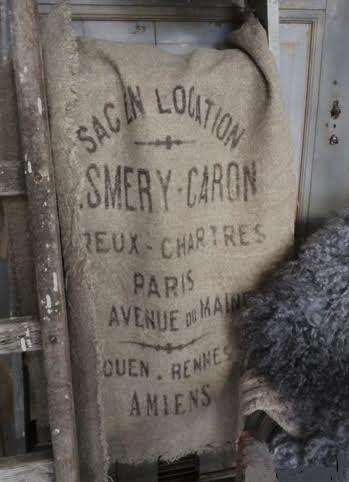 SAC EN LOCATION
.SMERY-CARON
REUX-CHARTRES
PARIS
AVENUE DU MAINE
OUEN. RENNES
AMIENS